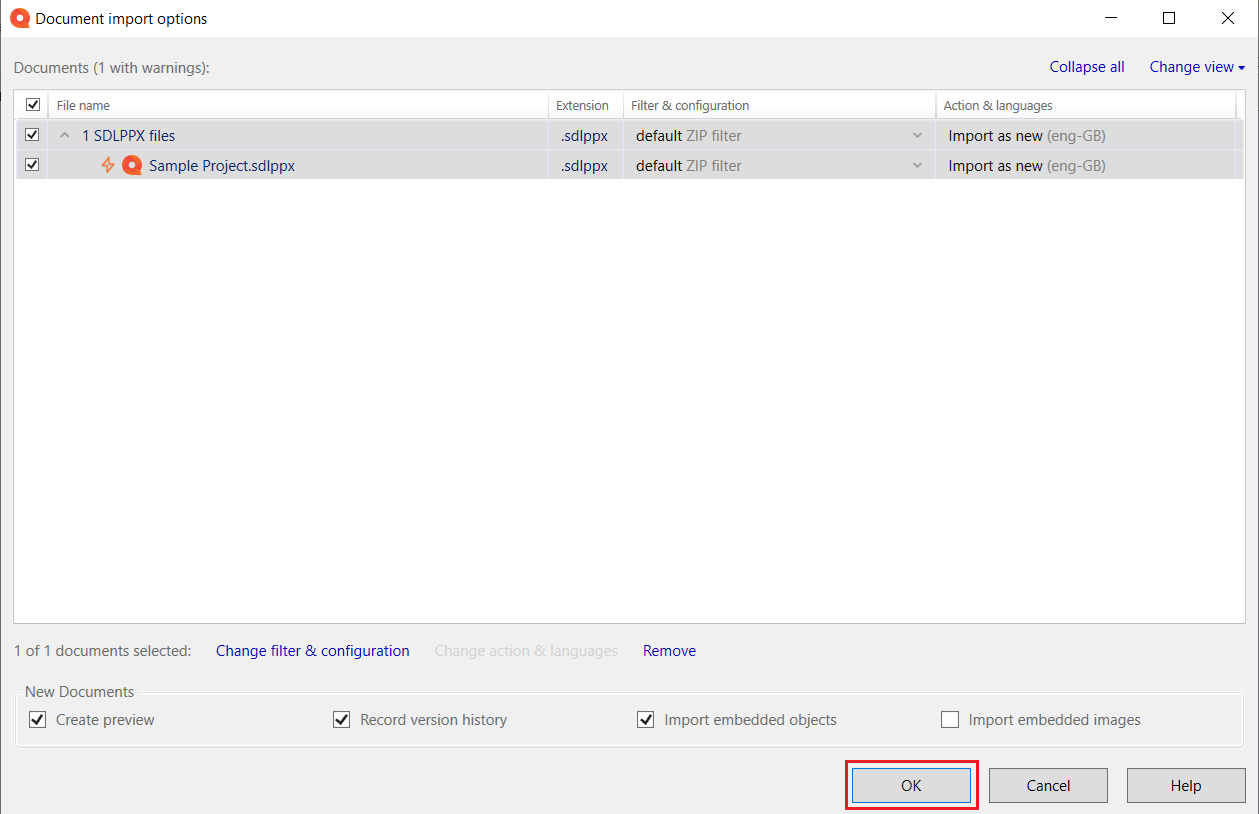 Document import options
Documents (1 with warnings):
Collapse all Change view
File name Extension Filter & configuration Action & languages
1 SDLPPX files .sdlppx default ZIP filter Import as new (eng-GB)
Sample Project.sdlppx .sdlppx default ZIP filter Import as new (eng-GB)
1 of 1 documents selected: Change filter & configuration Change action & languages Remove
New Documents
Create preview Record version history Import embedded objects Import embedded images
OK Cancel Help